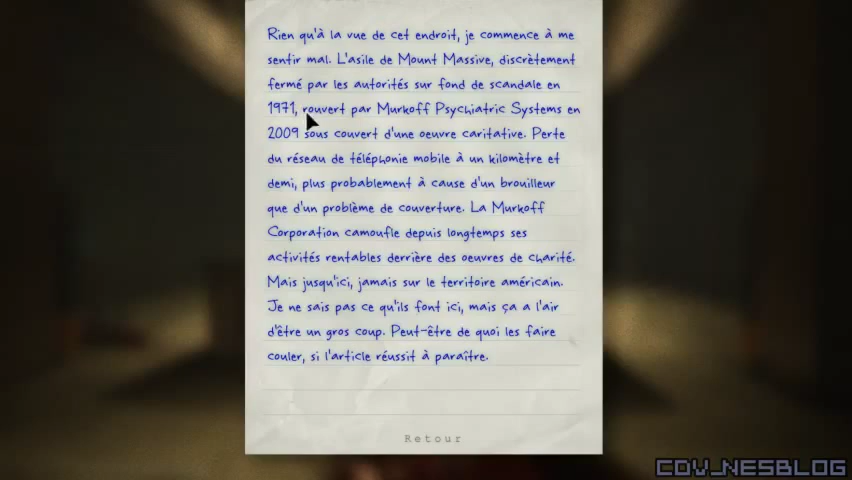 Rien qu'à la vue de cet endroit, je commence à me
sentir mal. L'asile de Mount Massive, discrètement
fermé par les autorités sur fond de scandale en
1971, rouvert par Murkoff Psychiatric Systems en
2009 sous couvert d'une oeuvre caritative. Perte
du réseau de téléphonie mobile à un kilomètre et
demi, plus probablement à cause d'un brouilleur
que d'un problème de couverture. La Murkoff
Corporation camoufle depuis longtemps ses
activités rentables derrière des oeuvres de charité.
Mais jusqu'ici, jamais sur le territoire américain.
Je ne sais pas ce qu'ils font ici, mais ça a l'air
d'être un gros coup. Peut-être de quoi les faire
couler, si l'article réussit à paraître.
Retour
CDV_NESBLOG